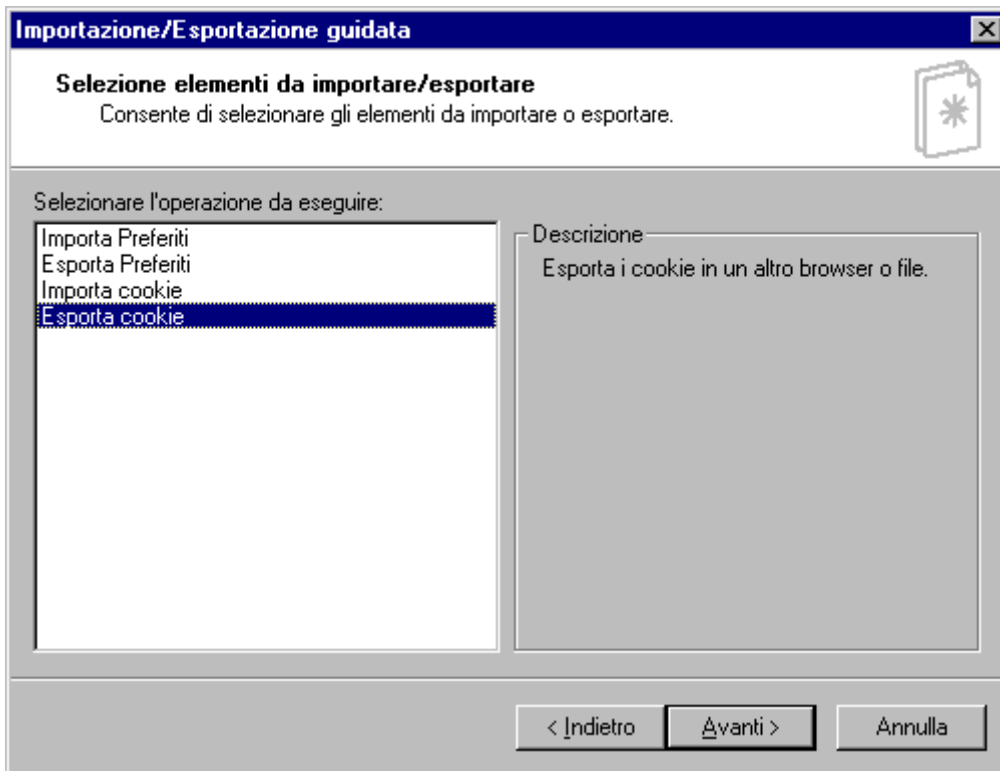 Importazione/Esportazione guidata
Selezione elementi da importare/esportare
Consente di selezionare gli elementi da importare o esportare.
Selezionare l'operazione da eseguire:
Importa Preferiti
Esporta Preferiti
Importa cookie
Esporta cookie
Descrizione
Esporta i cookie in un altro browser o file.
< Indietro
Avanti >
Annulla